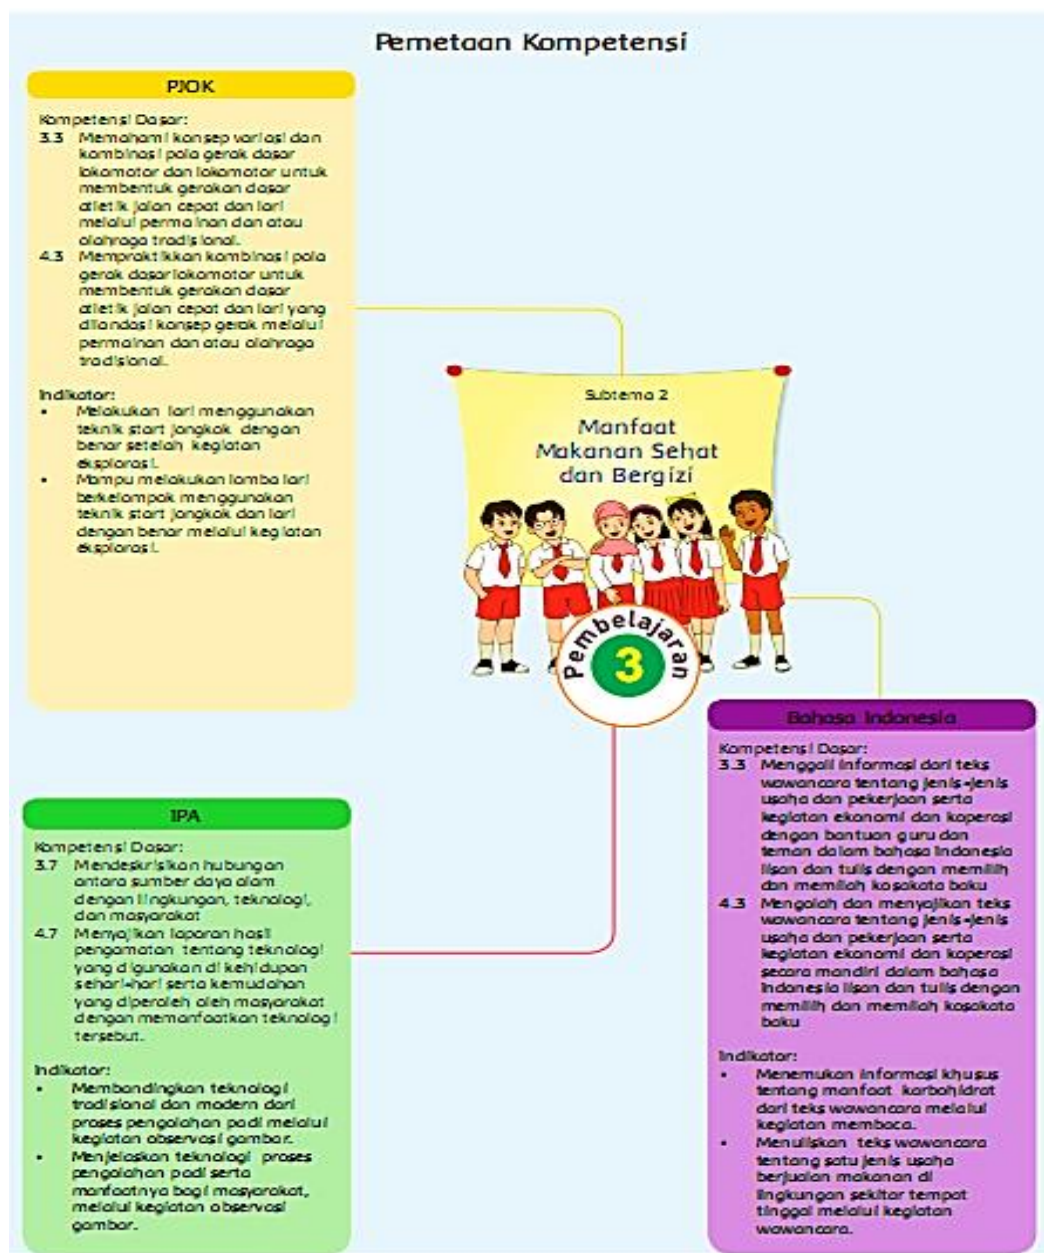 Pemetaan Kompetensi
PJOK
Kompetensi Dasar:
3.3 Memahami konsep variasi dan
kombinasi pola gerak dasar
lokomotor dan lokomotor untuk
membentuk gerakan dasar
atletik jalan cepat dan lari
melalui permainan dan atau
olahraga tradisional.
4.3 Mempraktikkan kombinasi pola
gerak dasar lokomotor untuk
membentuk gerakan dasar
atletik jalan cepat dan lari yang
dilandasi konsep gerak melalui
permainan dan atau olahraga
tradisional.
Indikator:
• Melakukan lari menggunakan
teknik start jongkok dengan
benar setelah kegiatan
eksplorasi.
• Mampu melakukan lomba lari
berkelompok menggunakan
teknik start jongkok dan lari
dengan benar melalui kegiatan
eksplorasi.
Subtema 2
Manfaat
Makanan Sehat
dan Bergizi
Pembelajaran
3
IPA
Kompetensi Dasar:
3.7 Mendeskrisikan hubungan
antara sumber daya alam
dengan lingkungan, teknologi,
dan masyarakat
4.7 Menyajikan laporan hasil
pengamatan tentang teknologi
yang digunakan di kehidupan
sehari-hari serta kemudahan
yang diperoleh oleh masyarakat
dengan memanfaatkan teknologi
tersebut.
Indikator:
• Membandingkan teknologi
tradisional dan modern dari
proses pengolahan padi melalui
kegiatan observasi gambar.
• Menjelaskan teknologi proses
pengolahan padi serta
manfaatnya bagi masyarakat,
melalui kegiatan observasi
gambar.
Bahasa Indonesia
Kompetensi Dasar:
3.3 Menggali informasi dari teks
wawancara tentang jenis-jenis
usaha dan pekerjaan serta
kegiatan ekonomi dan koperasi
dengan bantuan guru dan
teman dalam bahasa Indonesia
lisan dan tulis dengan memilih
dan memilah kosakata baku
4.3 Mengolah dan menyajikan teks
wawancara tentang jenis-jenis
usaha dan pekerjaan serta
kegiatan ekonomi dan koperasi
secara mandiri dalam bahasa
Indonesia lisan dan tulis dengan
memilih dan memilah kosakata
baku
Indikator:
• Menemukan informasi khusus
tentang manfaat karbohidrat
dari teks wawancara melalui
kegiatan membaca.
• Menuliskan teks wawancara
tentang satu jenis usaha
berjualan makanan di
lingkungan sekitar tempat
tinggal melalui kegiatan
wawancara.